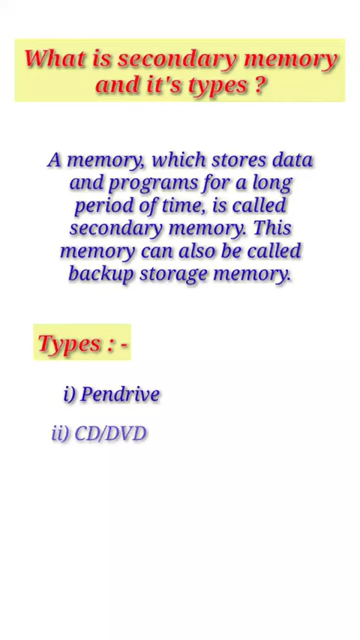 What is secondary memory
and it's types ?
A memory, which stores data
and programs for a long
period of time, is called
secondary memory. This
memory can also be called
backup storage memory.
Types : -
i) Pendrive
ii) CD/DVD